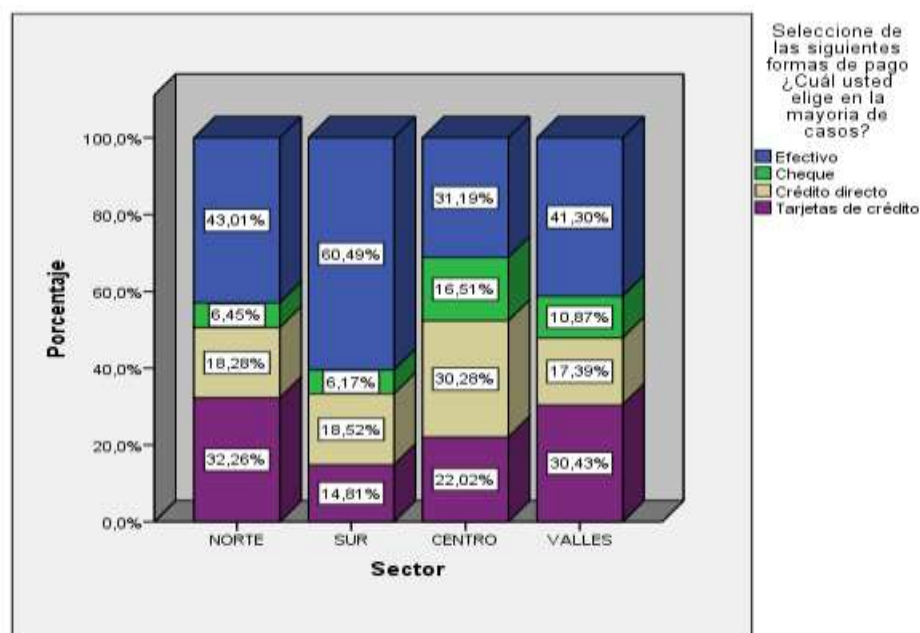 Seleccione de
las siguientes
formas de pago
¿Cuál usted
elige en la
mayoria de
casos?
Efectivo
Cheque
Crédito directo
Tarjetas de crédito
Porcentaje
100,0%
80,0%
60,0%
40,0%
20,0%
0,0%
43,01%
6,45%
18,28%
32,26%
60,49%
6,17%
18,52%
14,81%
31,19%
16,51%
30,28%
22,02%
41,30%
10,87%
17,39%
30,43%
NORTE SUR CENTRO VALLES
Sector